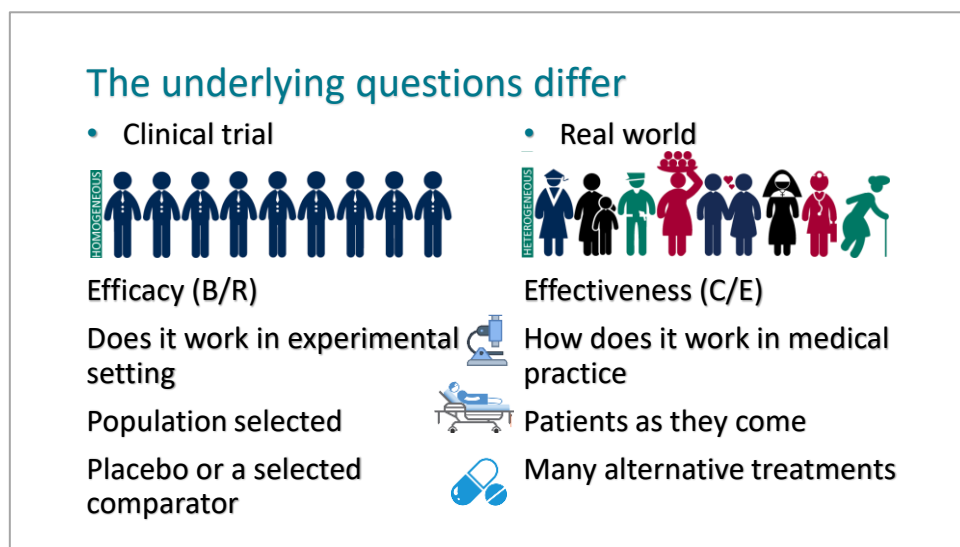 The underlying questions differ
• Clinical trial
HOMOGENEOUS
Efficacy (B/R)
Does it work in experimental
setting
Population selected
Placebo or a selected
comparator
• Real world
HETEROGENEOUS
Effectiveness (C/E)
How does it work in medical
practice
Patients as they come
Many alternative treatments